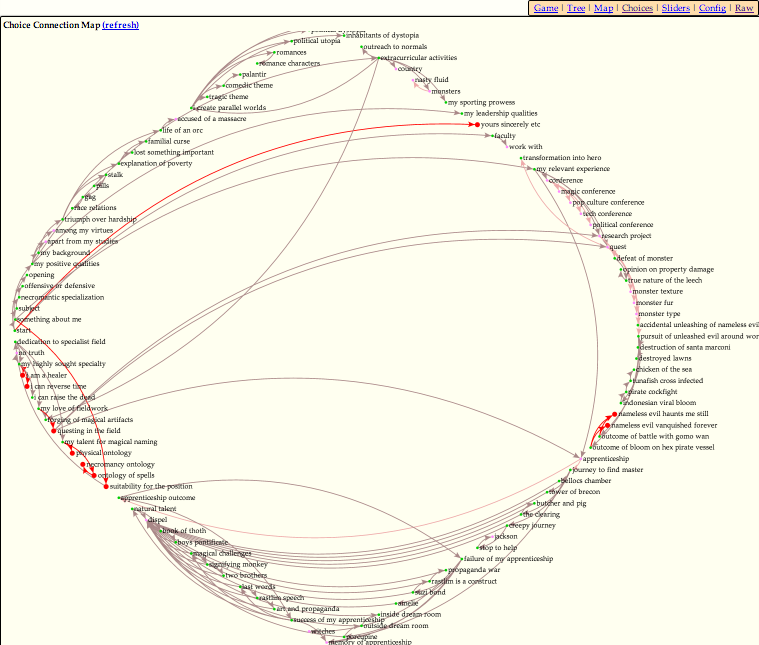 Game | Tree | Map | Choices | Sliders | Config | Raw
Choice Connection Map (refresh)
inhabitants of dystopia
political utopia
outreach to normals
romances
extracurricular activities
romance characters
country
palantir
nasty fluid
comedic theme
monsters
tragic theme
my sporting prowess
create parallel worlds
my leadership qualities
accused of a massacre
yours sincerely etc
life of an orc
faculty
familial curse
work with
lost something important
transformation into hero
explanation of poverty
my relevant experience
stalk
conference
pills
magic conference
gag
pop culture conference
race relations
tech conference
triumph over hardship
political conference
among my virtues
research project
apart from my studies
quest
my background
defeat of monster
my positive qualities
opinion on property damage
opening
true nature of the leech
offensive or defensive
monster texture
necromantic specialization
monster fur
subject
monster type
something about me
accidental unleashing of nameless evil
start
pursuit of unleashed evil around wor
dedication to specialist field
destruction of santa marconi
no truth
destroyed lawns
my highly sought specialty
chicken of the sea
i am a healer
tunafish cross infected
i can reverse time
pirate cockfight
i can raise the dead
indonesian viral bloom
my love of fieldwork
nameless evil haunts me still
forging of magical artifacts
nameless evil vanquished forever
questing in the field
outcome of battle with gomo wan
my talent for magical naming
outcome of bloom on hex pirate vessel
physical ontology
apprenticeship
necromancy ontology
journey to find master
ontology of spells
bellocs chamber
suitability for the position
tower of brecon
apprenticeship outcome
butcher and pig
natural talent
the clearing
dispel
creepy journey
book of thoth
jackson
boys pontificate
stop to help
magical challenges
failure of my apprenticeship
signifying monkey
propaganda war
two brothers
rastlim is a construct
last words
suzi bond
rastlim speech
amelie
art and propaganda
inside dream room
success of my apprenticeship
outside dream room
witches
peregrine
memory of apprenticeship